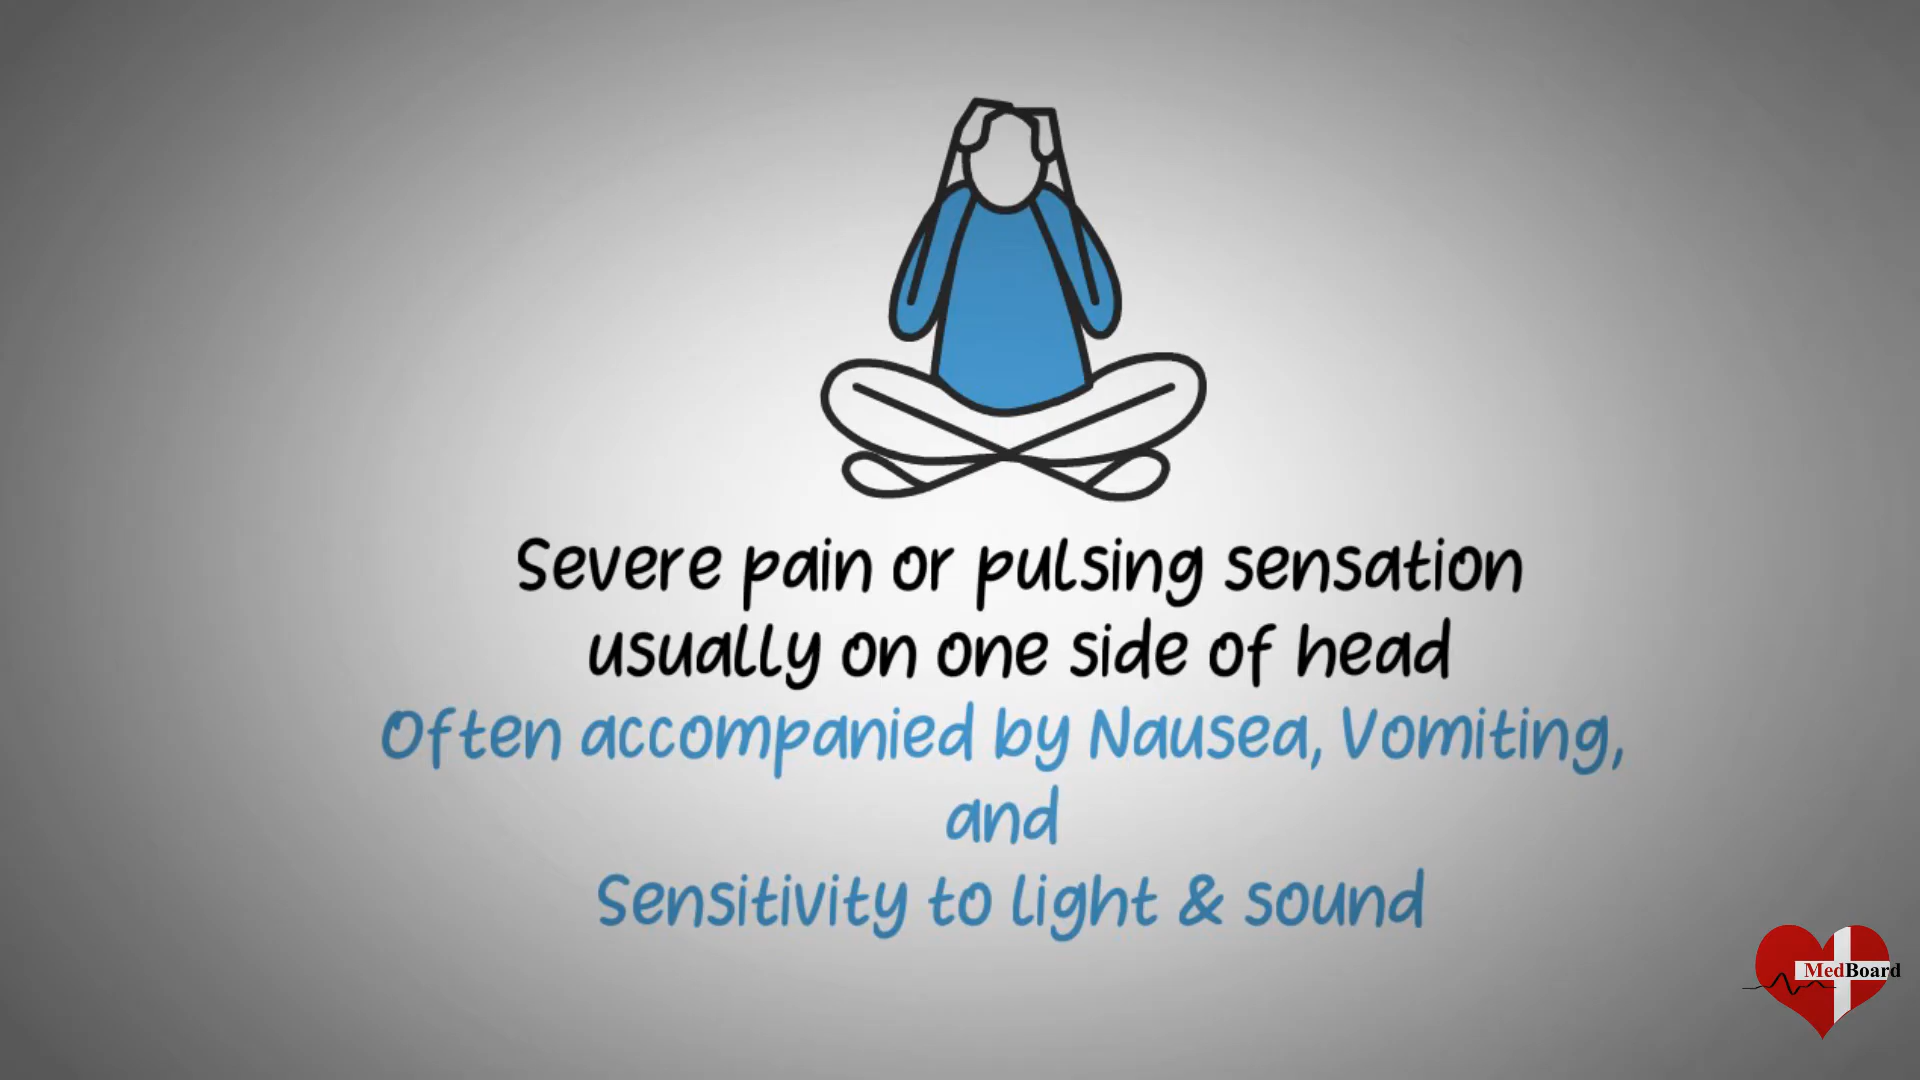 Severe pain or pulsing sensation
usually on one side of head
Often accompanied by Nausea, Vomiting,
and
Sensitivity to light & sound
MedBoard